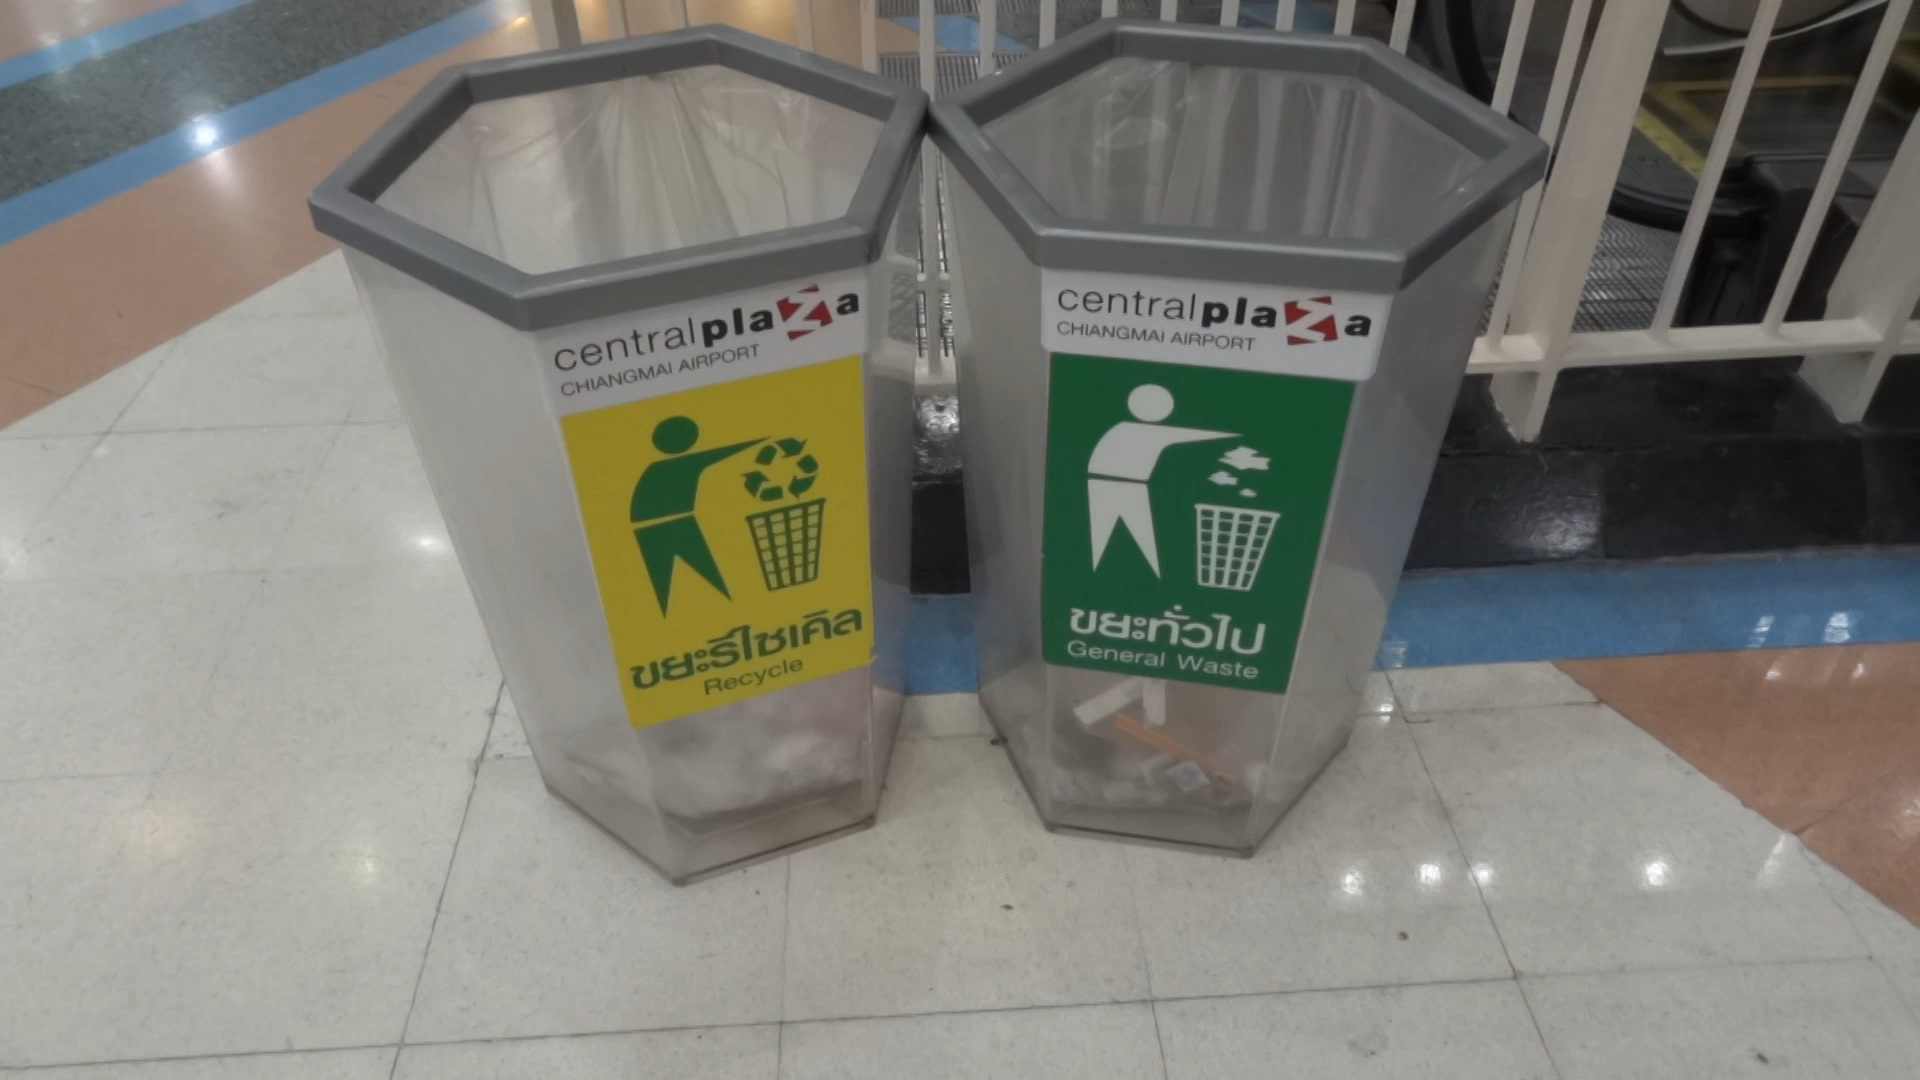 centralplaza
CHIANGMAI AIRPORT
ขยะรีไซเคิล
Recycle
centralplaza
CHIANGMAI AIRPORT
ขยะทั่วไป
General Waste